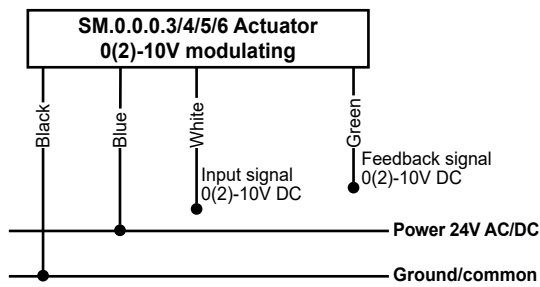 SM.0.0.0.3/4/5/6 Actuator
0(2)-10V modulating
Black
Blue
White
Green
Input signal
0(2)-10V DC
Feedback signal
0(2)-10V DC
Power 24V AC/DC
Ground/common